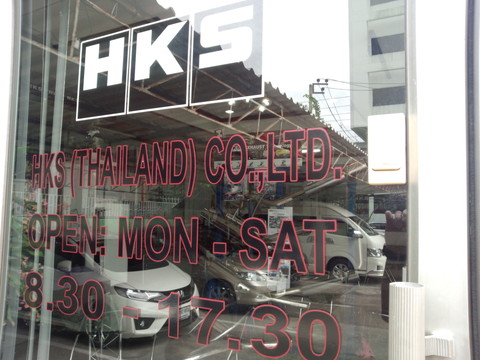 HKS
HKS (THAILAND) CO.,LTD.
OPEN: MON - SAT
8.30 - 17.30